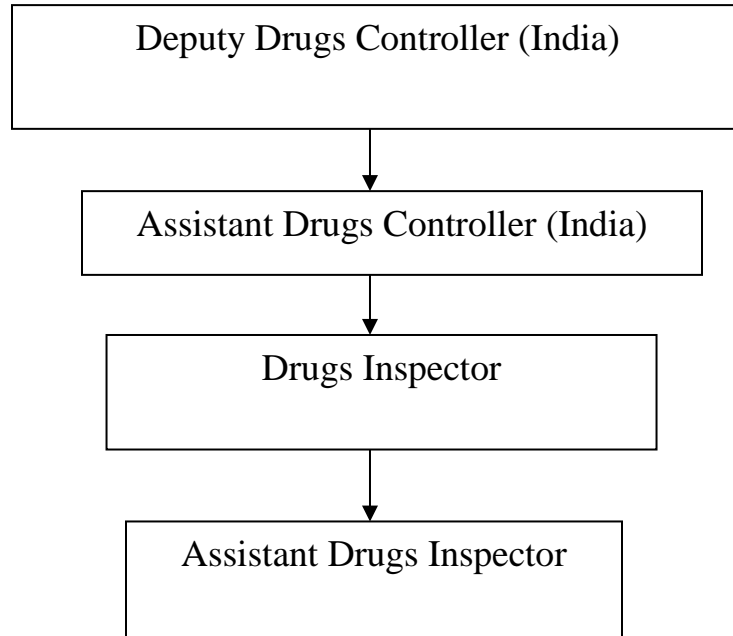 Deputy Drugs Controller (India)
Assistant Drugs Controller (India)
Drugs Inspector
Assistant Drugs Inspector